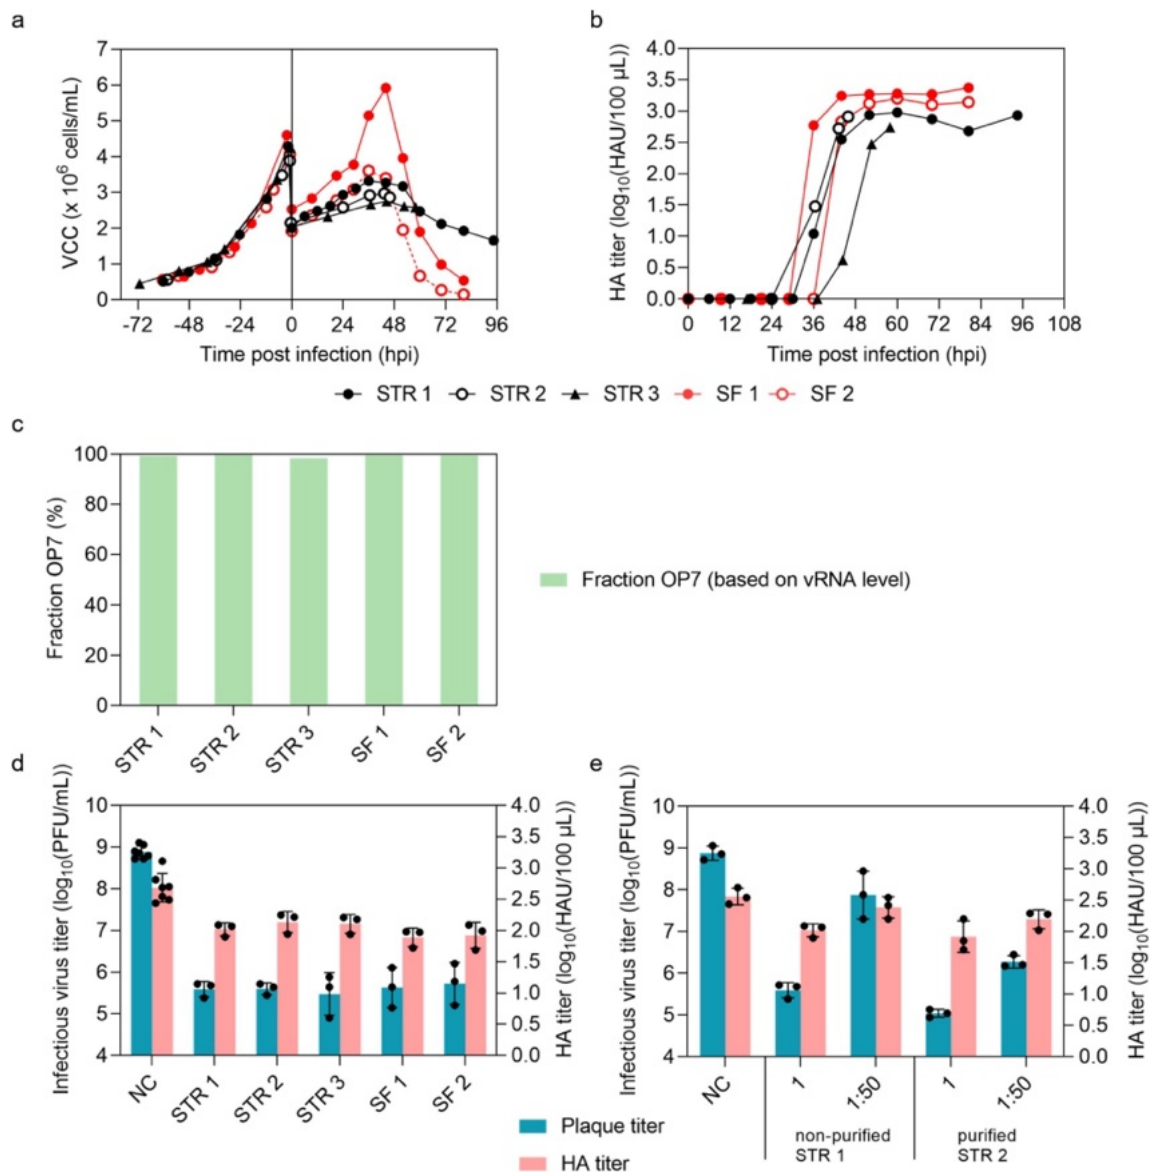 a
7
6
5
4
3
2
1
0
VCC (x 10⁶ cells/mL)
-72 -48 -24 0 24 48 72 96
Time post infection (hpi)
b
4.0
3.5
3.0
2.5
2.0
1.5
1.0
0.5
0.0
HA titer (log₁₀(HAU/100 µL))
0 12 24 36 48 60 72 84 96 108
Time post infection (hpi)
STR 1 STR 2 STR 3 SF 1 SF 2
c
100
80
60
40
20
0
Fraction OP7 (%)
STR 1 STR 2 STR 3 SF 1 SF 2
Fraction OP7 (based on vRNA level)
d
Infectious virus titer (log₁₀(PFU/mL))
10
9
8
7
6
5
4
4.0
3.5
3.0
2.5
2.0
1.5
1.0
0.5
0.0
HA titer (log₁₀(HAU/100 µL))
NC STR 1 STR 2 STR 3 SF 1 SF 2
e
Infectious virus titer (log₁₀(PFU/mL))
10
9
8
7
6
5
4
4.0
3.5
3.0
2.5
2.0
1.5
1.0
0.5
0.0
HA titer (log₁₀(HAU/100 µL))
NC 1 1:50 1 1:50
non-purified purified
STR 1 STR 2
Plaque titer
HA titer